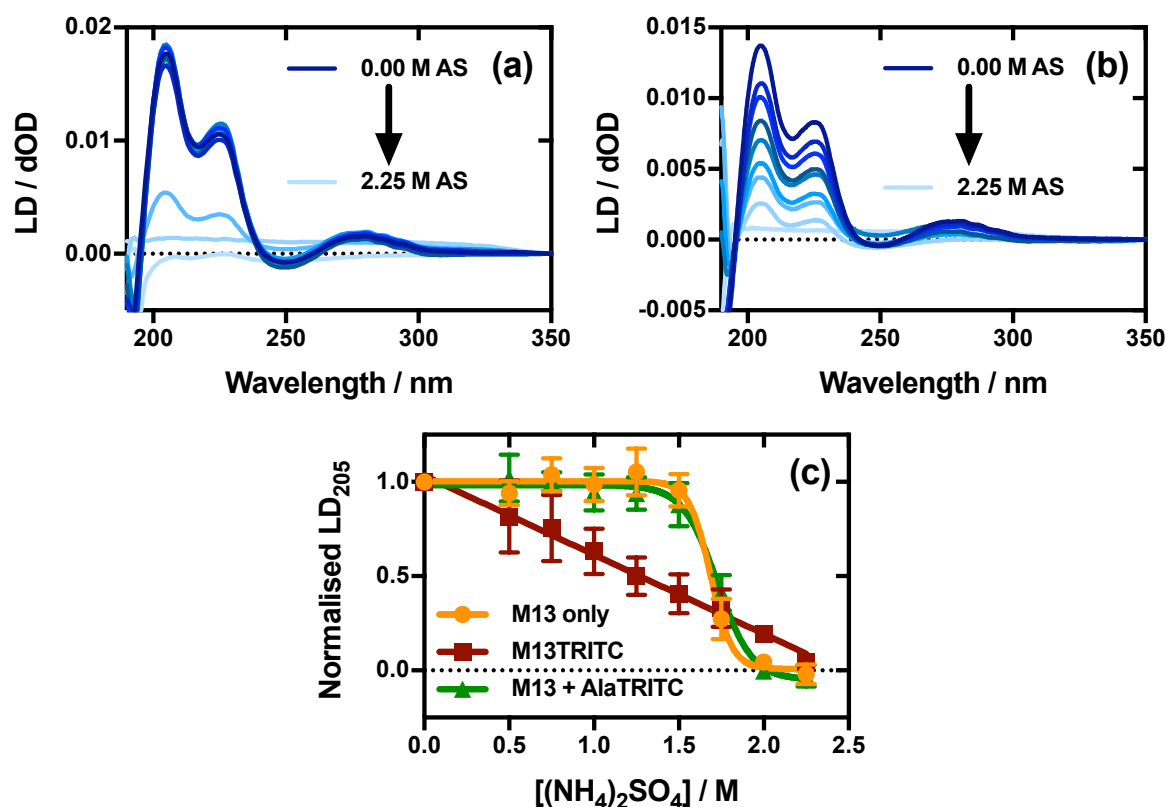 0.02
0.01
0.00
LD / dOD
200 250 300 350
Wavelength / nm
0.00 M AS
2.25 M AS
(a)
0.015
0.010
0.005
0.000
-0.005
LD / dOD
200 250 300 350
Wavelength / nm
0.00 M AS
2.25 M AS
(b)
1.0
0.5
0.0
Normalised LD205
(c)
M13 only
M13TRITC
M13 + AlaTRITC
0.0 0.5 1.0 1.5 2.0 2.5
[(NH4)2SO4] / M